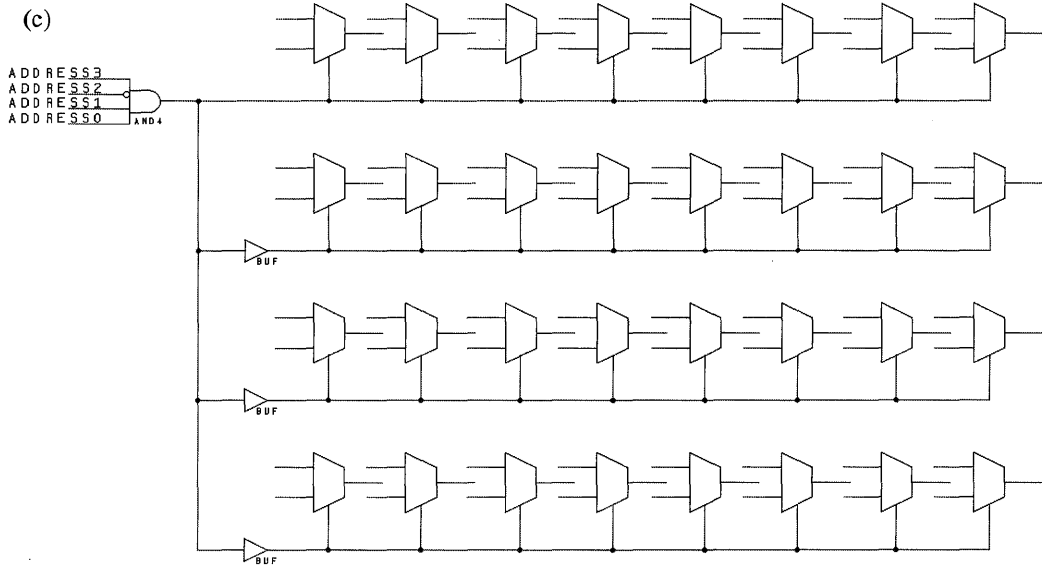 (c)
ADDRESS3
ADDRESS2
ADDRESS1
ADDRESS0
AND4
BUF
BUF
BUF